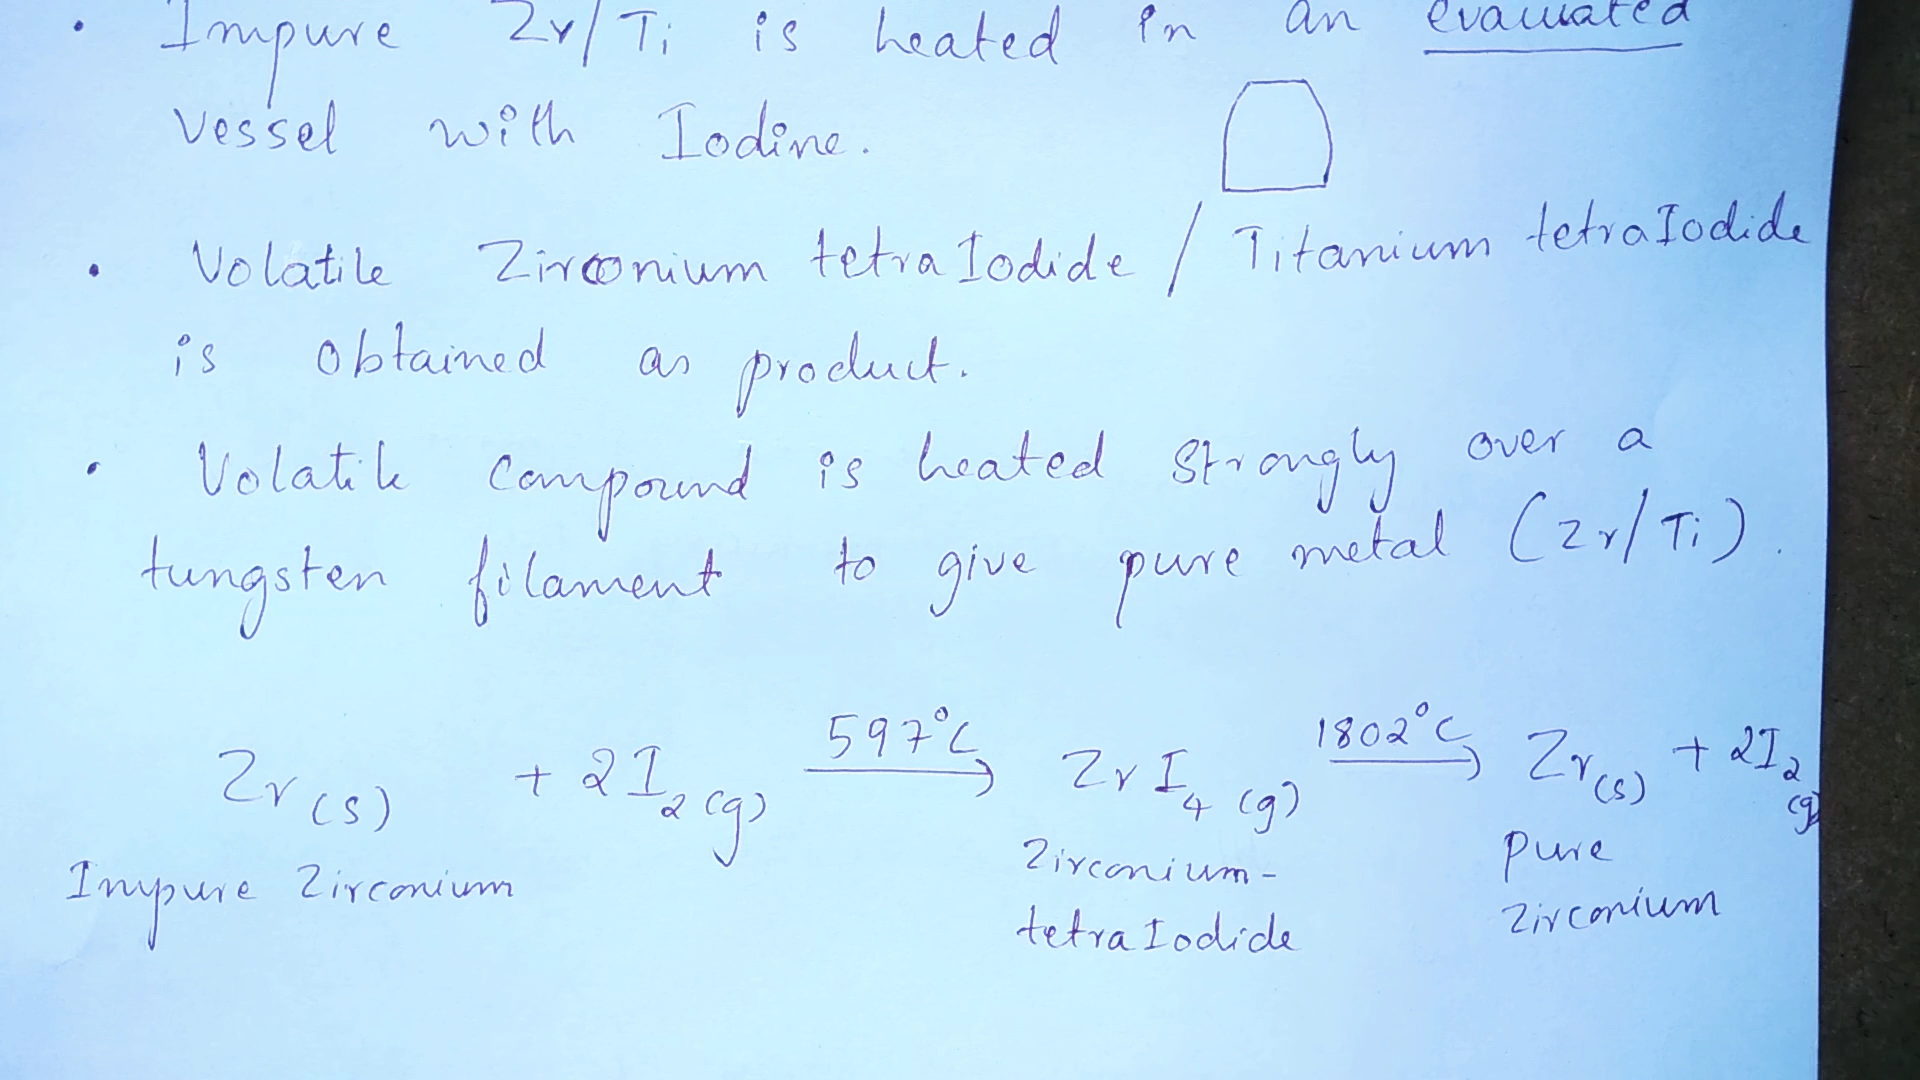 • Impure Zr/Ti is heated in an evacuated
vessel with Iodine.
• Volatile Zirconium tetraIodide / Titanium tetraIodide
is obtained as product.
• Volatile compound is heated strongly over a
tungsten filament to give pure metal (Zr/Ti).
Zr(s) + 2I₂(g) —597°C→ ZrI₄(g) —1802°C→ Zr(s) + 2I₂(g)
Impure Zirconium Zirconium- Pure
tetraIodide Zirconium